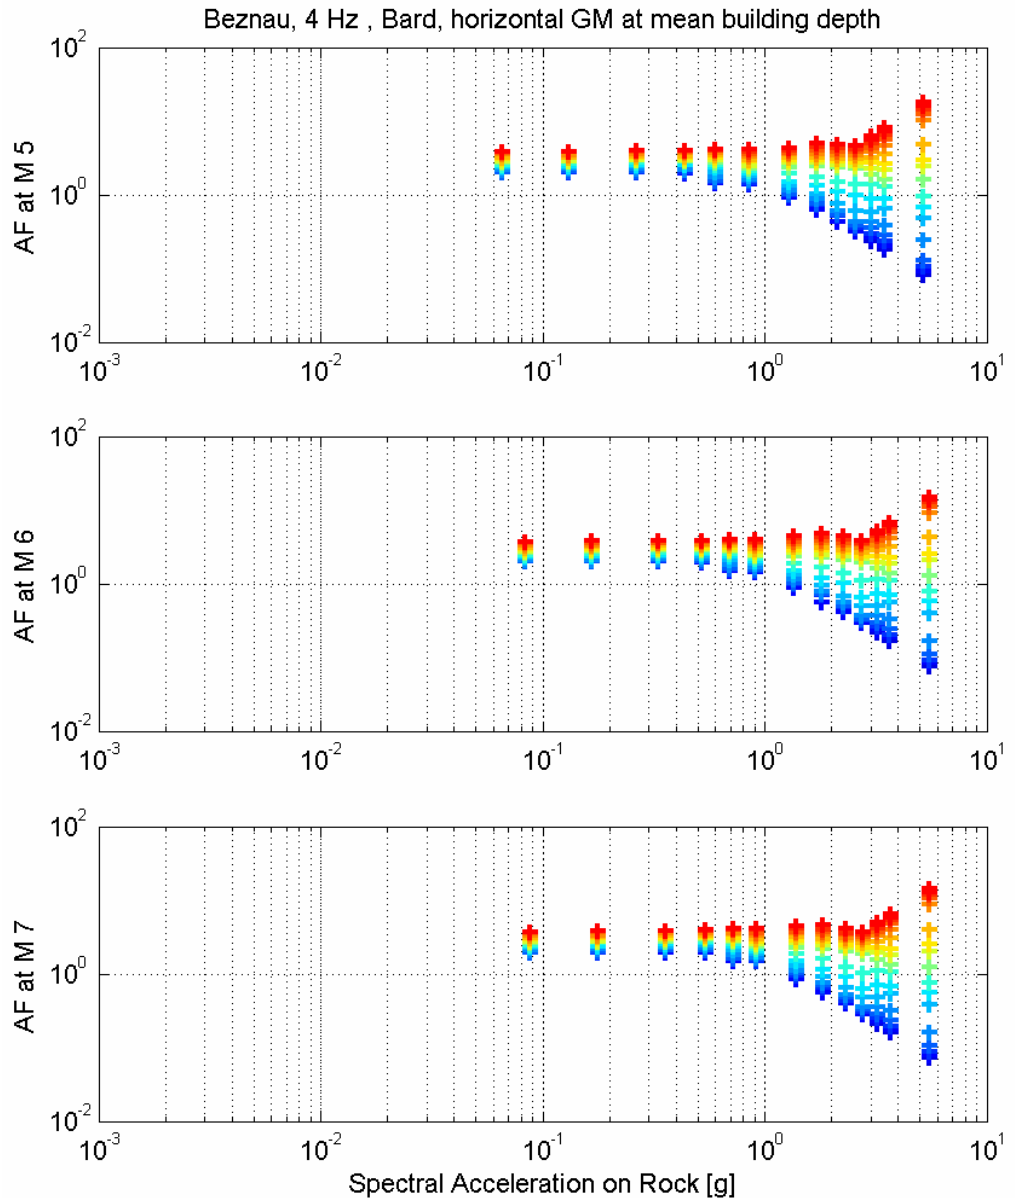 Beznau, 4 Hz , Bard, horizontal GM at mean building depth
10^2
10^0
10^-2
AF at M 5
10^-3 10^-2 10^-1 10^0 10^1
10^2
10^0
10^-2
AF at M 6
10^-3 10^-2 10^-1 10^0 10^1
10^2
10^0
10^-2
AF at M 7
10^-3 10^-2 10^-1 10^0 10^1
Spectral Acceleration on Rock [g]